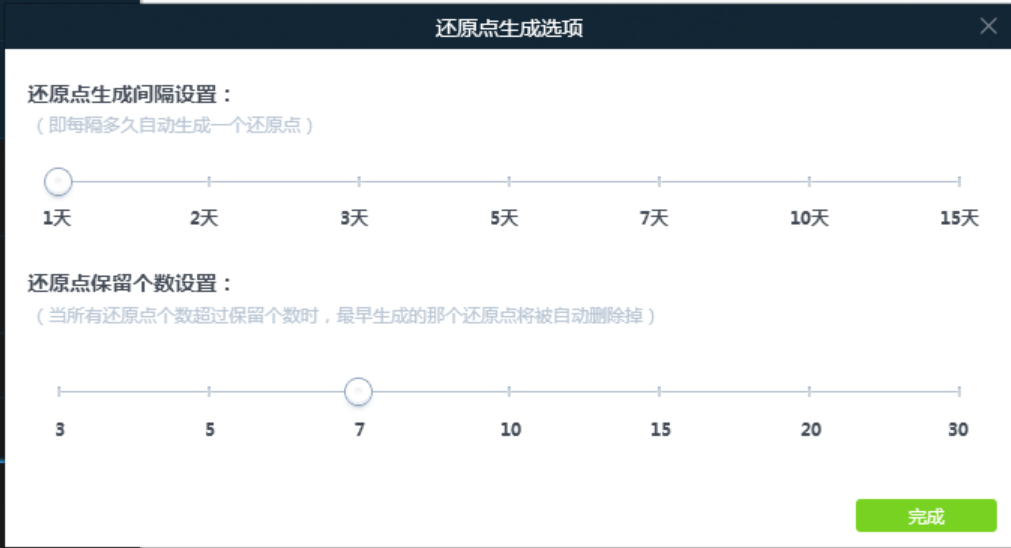 还原点生成选项
还原点生成间隔设置：
（即每隔多久自动生成一个还原点）
1天 2天 3天 5天 7天 10天 15天
还原点保留个数设置：
（当所有还原点个数超过保留个数时，最早生成的那个还原点将被自动删除掉）
3 5 7 10 15 20 30
完成